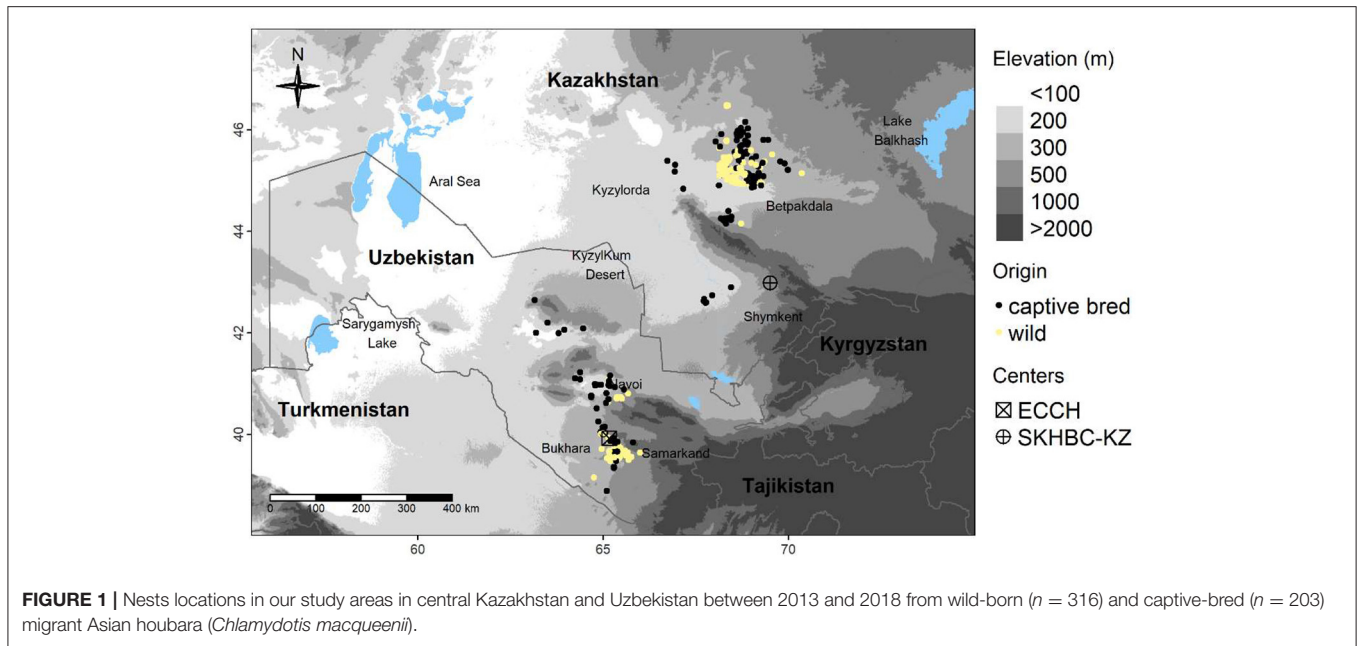 N
Kazakhstan
Lake
Balkhash
Aral Sea
Kyzylorda
Betpakdala
Uzbekistan
KyzylKum
Desert
Sarygamysh
Lake
Shymkent
Kyrgyzstan
Navoi
Turkmenistan
Bukhara
Samarkand
Tajikistan
0 100 200 300 400 km
46
44
42
40
60 65 70
Elevation (m)
<100
200
300
500
1000
>2000
Origin
captive bred
wild
Centers
ECCH
SKHBC-KZ
FIGURE 1 | Nests locations in our study areas in central Kazakhstan and Uzbekistan between 2013 and 2018 from wild-born (n = 316) and captive-bred (n = 203)
migrant Asian houbara (Chlamydotis macqueenii).